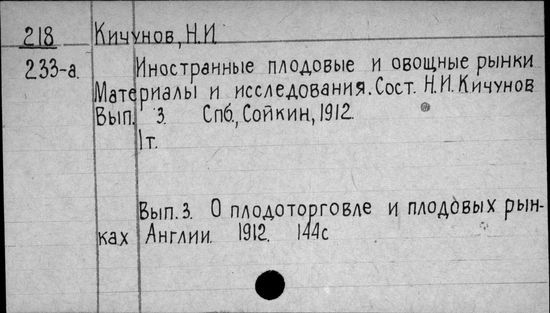 218 Кичунов, Н.И.
233-а. Иностранные плодовые и овощные рынки
Материалы и исследования. Сост. Н.И. Кичунов
Вып. 3. Спб., Сойкин, 1912.
1т.
Вып. 3. О плодоторговле и плодовых рын-
ках Англии. 1912. 144с